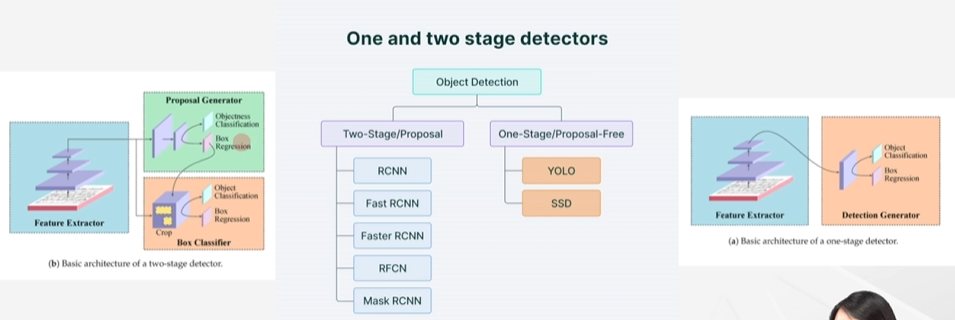 Proposal Generator
Objectness
Classification
Box
Regression
Feature Extractor
Object
Classification
Box
Regression
Crop
Box Classifier
(b) Basic architecture of a two-stage detector.
One and two stage detectors
Object Detection
Two-Stage/Proposal
One-Stage/Proposal-Free
RCNN
YOLO
Fast RCNN
SSD
Faster RCNN
RFCN
Mask RCNN
Object
Classification
Box
Regression
Feature Extractor
Detection Generator
(a) Basic architecture of a one-stage detector.